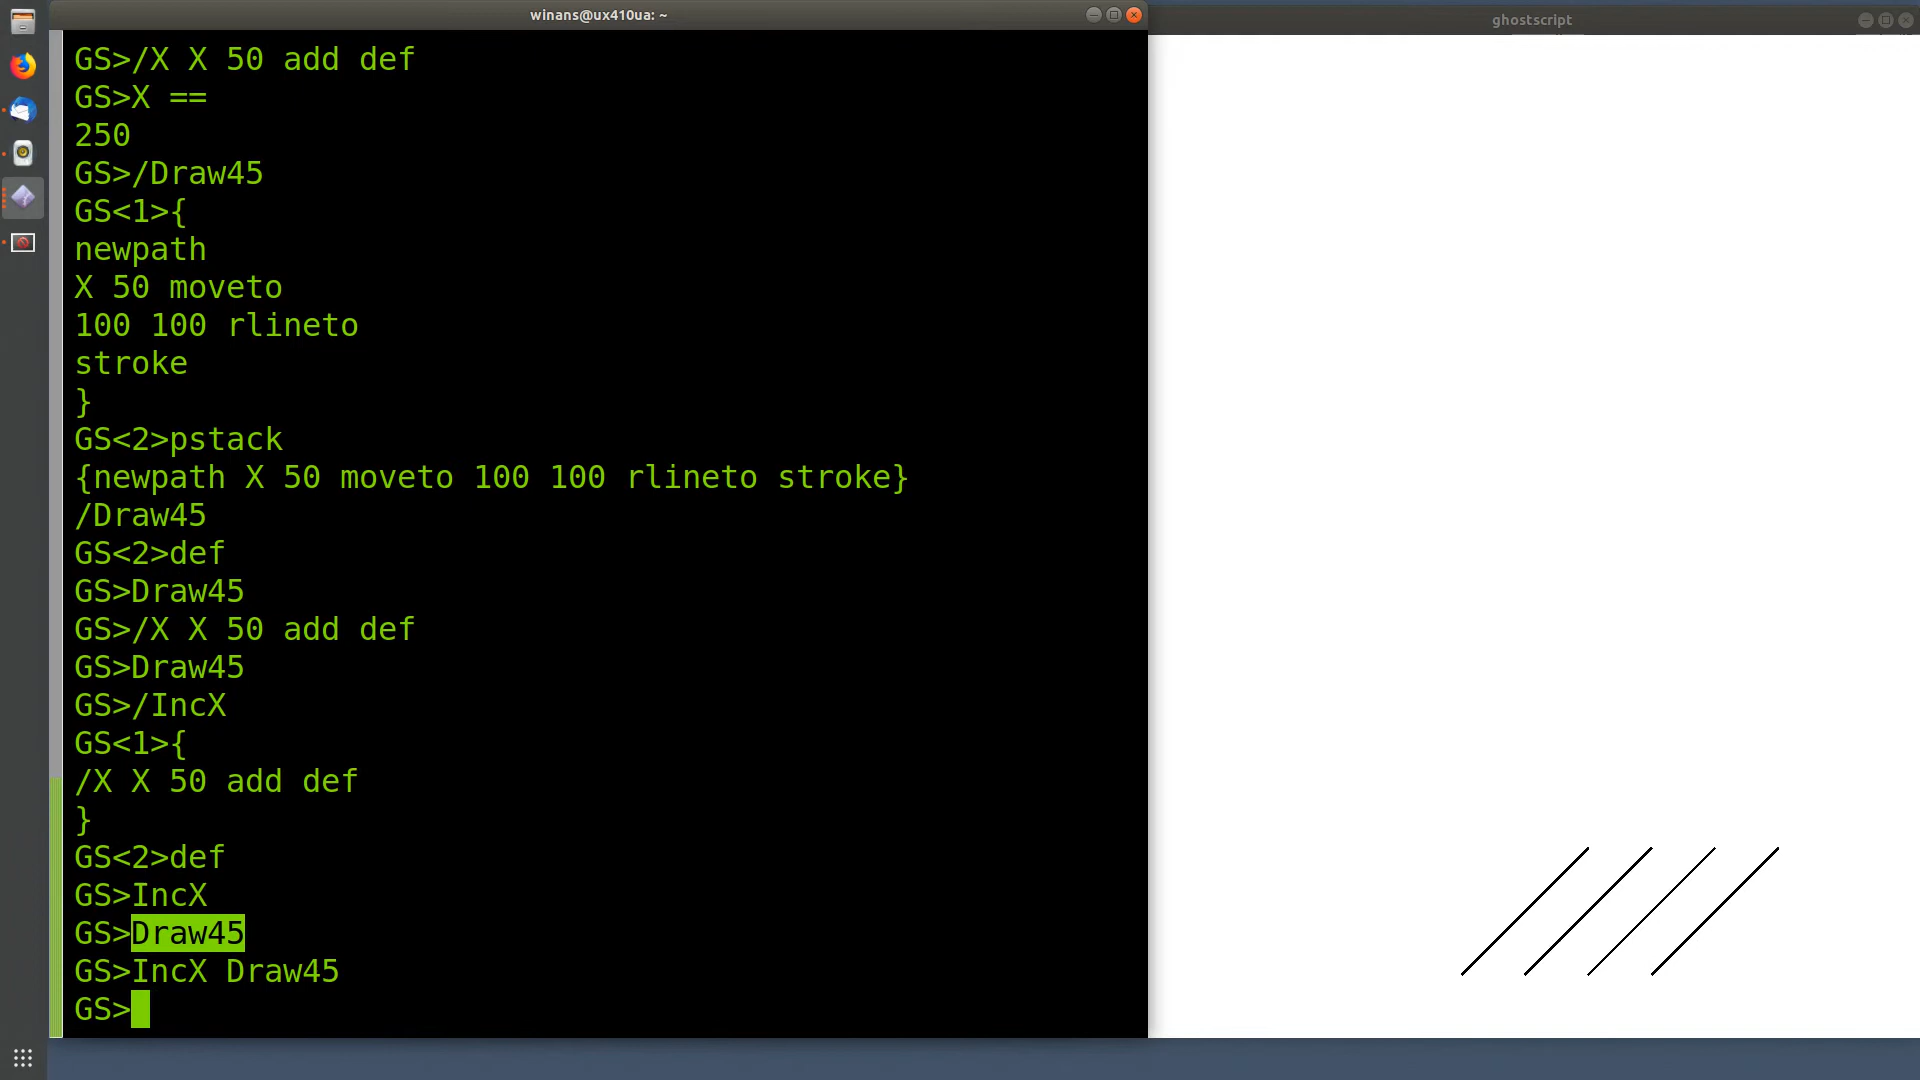 winans@ux410ua: ~
ghostscript
GS>/X X 50 add def
GS>X ==
250
GS>/Draw45
GS<1>{
newpath
X 50 moveto
100 100 rlineto
stroke
}
GS<2>pstack
{newpath X 50 moveto 100 100 rlineto stroke}
/Draw45
GS<2>def
GS>Draw45
GS>/X X 50 add def
GS>Draw45
GS>/IncX
GS<1>{
/X X 50 add def
}
GS<2>def
GS>IncX
GS>Draw45
GS>IncX Draw45
GS>